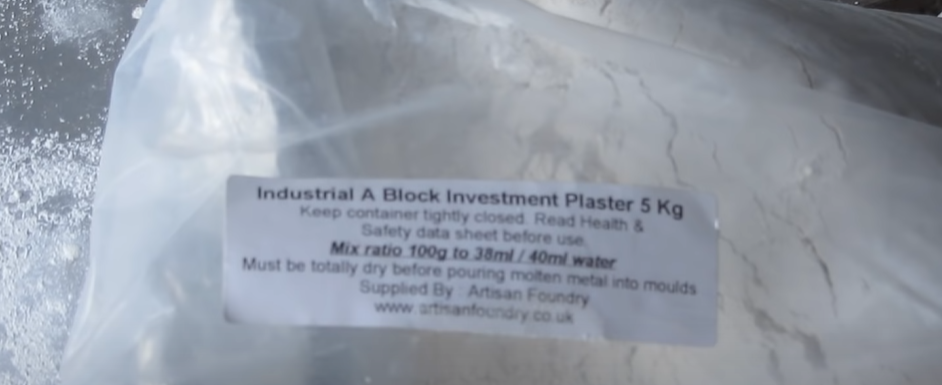 Industrial A Block Investment Plaster 5 Kg
Keep container tightly closed. Read Health &
Safety data sheet before use.
Mix ratio 100g to 38ml / 40ml water
Must be totally dry before pouring molten metal into moulds
Supplied By : Artisan Foundry
www.artisanfoundry.co.uk